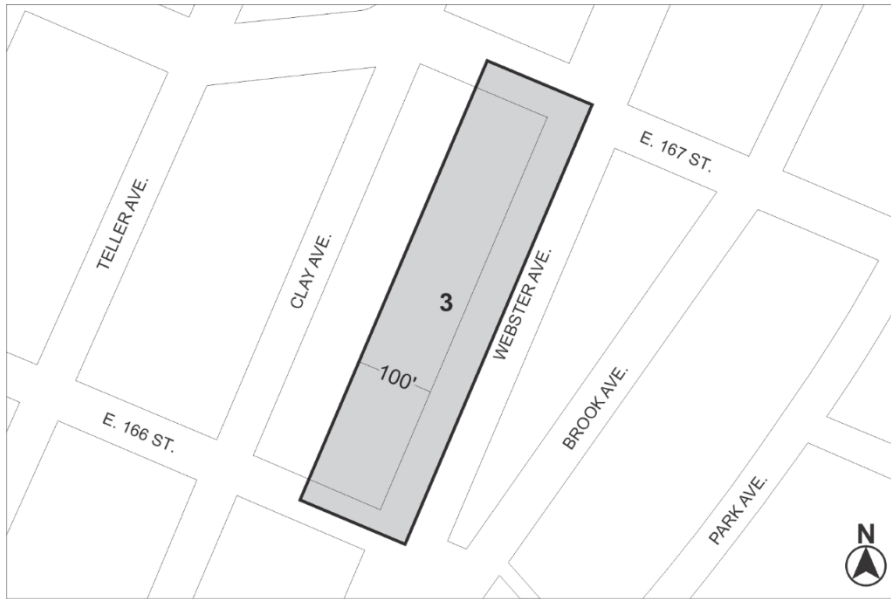 E. 167 ST.
TELLER AVE.
CLAY AVE.
3
WEBSTER AVE.
100'
BROOK AVE.
E. 166 ST.
PARK AVE.
N